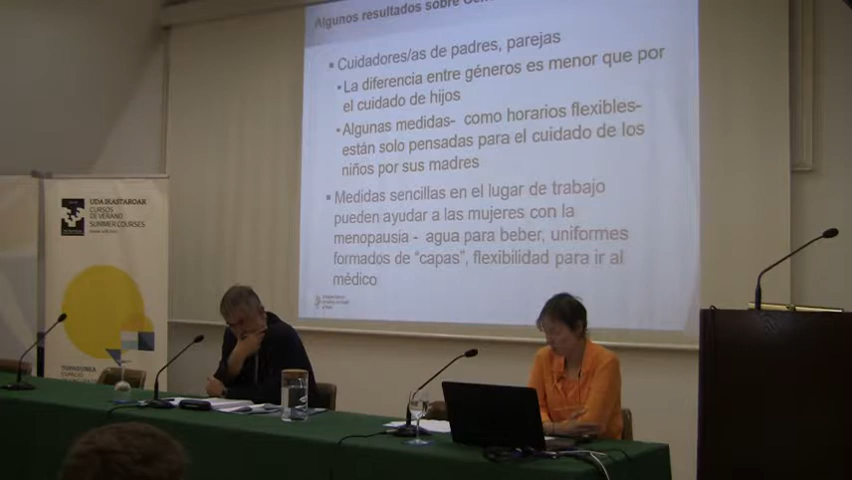 Algunos resultados sobre
▪ Cuidadores/as de padres, parejas
▪ La diferencia entre géneros es menor que por
el cuidado de hijos
▪ Algunas medidas- como horarios flexibles-
están solo pensadas para el cuidado de los
niños por sus madres
▪ Medidas sencillas en el lugar de trabajo
pueden ayudar a las mujeres con la
menopausia - agua para beber, uniformes
formados de “capas”, flexibilidad para ir al
médico
UDA IKASTAROAK
CURSOS
DE VERANO
SUMMER COURSES